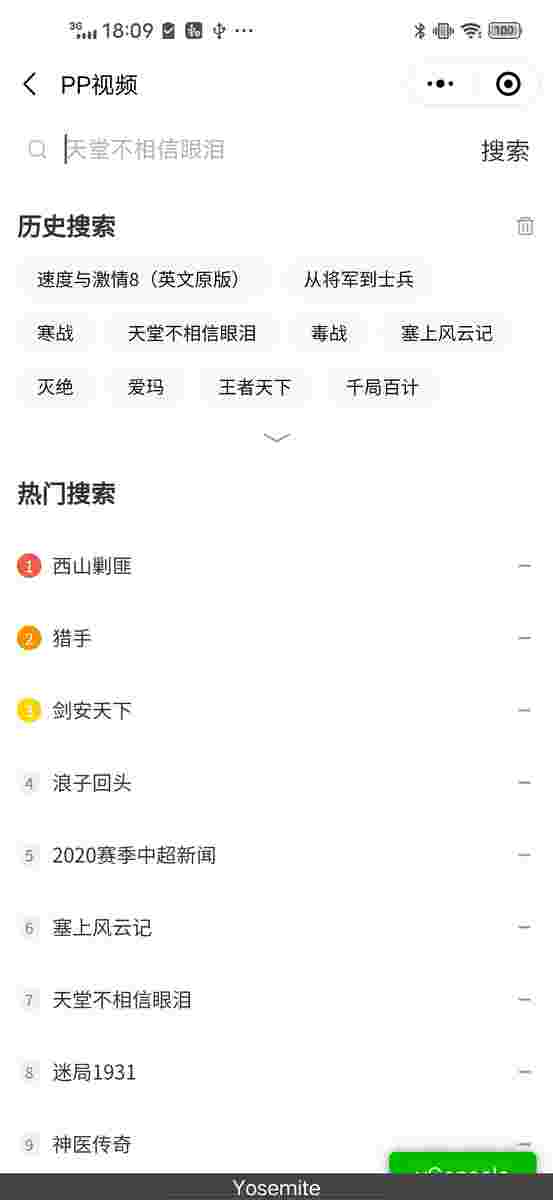 3G 18:09
100
PP视频
天堂不相信眼泪 搜索
历史搜索
速度与激情8（英文原版） 从将军到士兵
寒战 天堂不相信眼泪 毒战 塞上风云记
灭绝 爱玛 王者天下 千局百计
热门搜索
1 西山剿匪
2 猎手
3 剑安天下
4 浪子回头
5 2020赛季中超新闻
6 塞上风云记
7 天堂不相信眼泪
8 迷局1931
9 神医传奇
vConsole
Yosemite